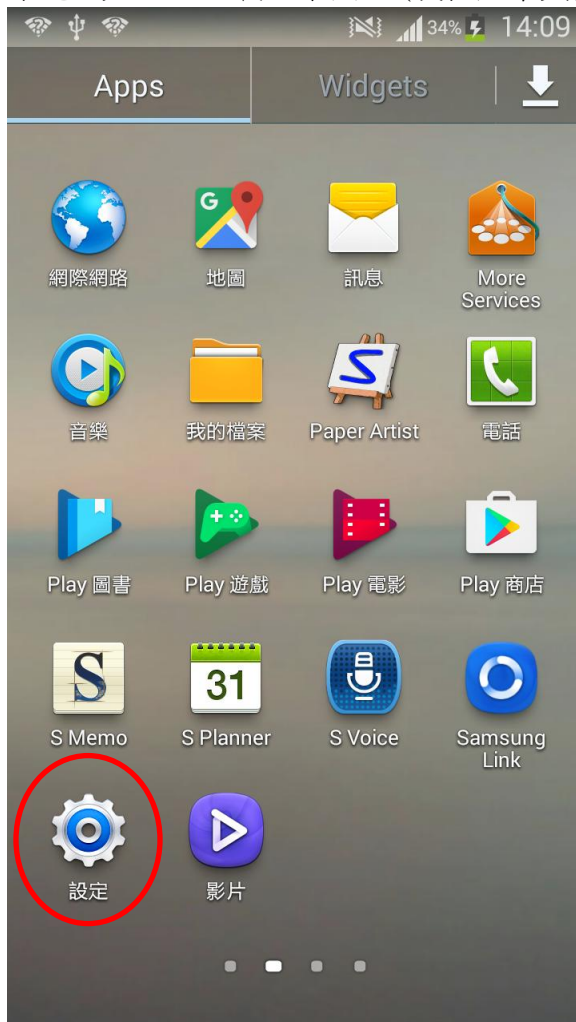 34% 14:09
Apps Widgets
G
網際網路 地圖 訊息 More Services
音樂 我的檔案 Paper Artist 電話
Play 圖書 Play 遊戲 Play 電影 Play 商店
S 31
S Memo S Planner S Voice Samsung Link
設定 影片